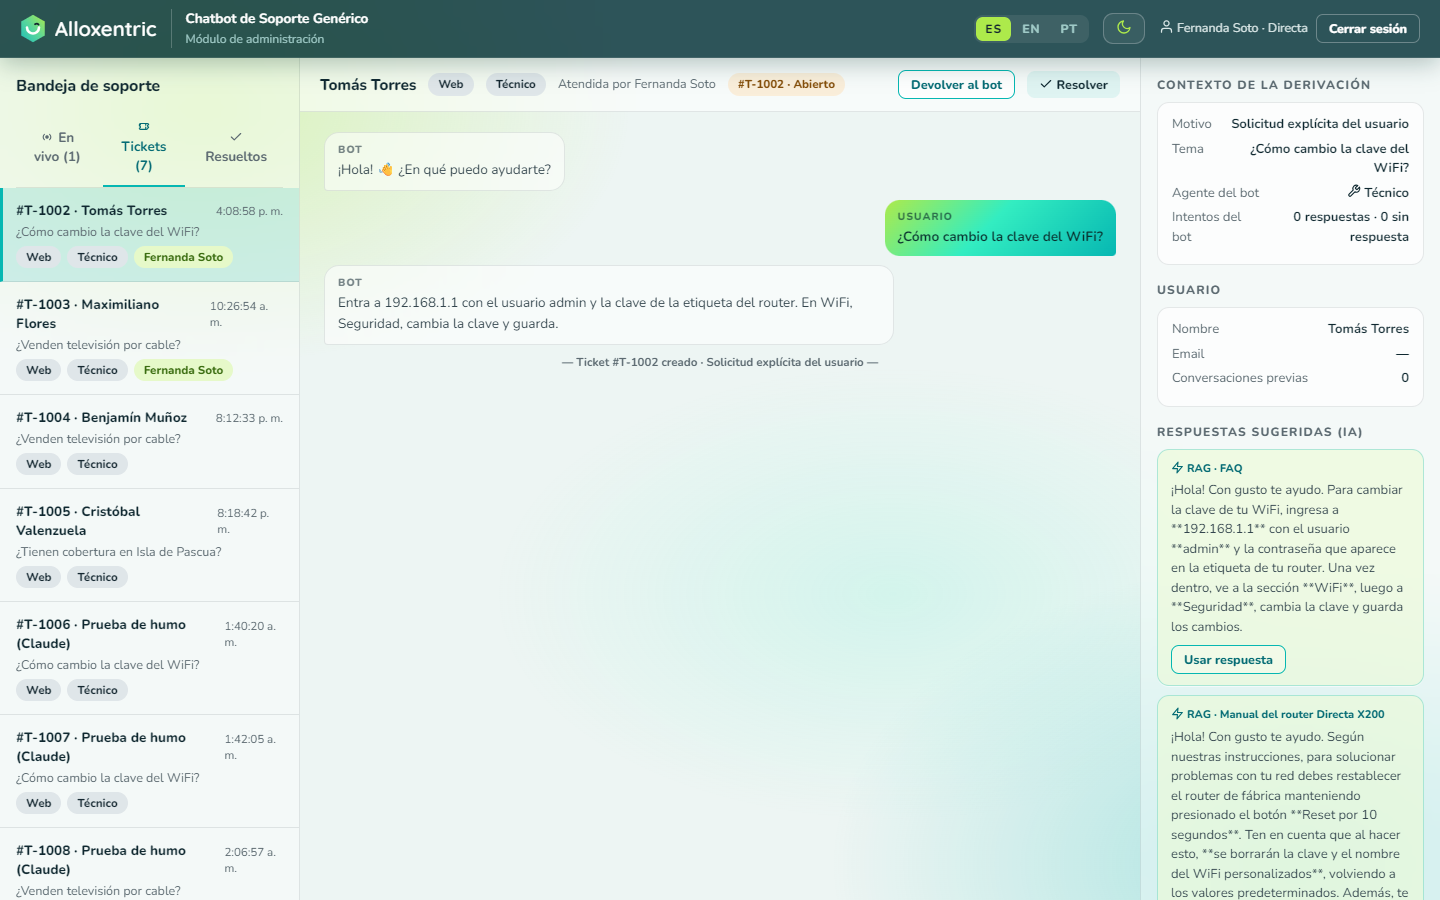 Alloxentric
Chatbot de Soporte Genérico
Módulo de administración
ES EN PT
Fernanda Soto · Directa
Cerrar sesión
Bandeja de soporte
En
vivo (1)
Tickets
(7)
Resueltos
#T-1002 · Tomás Torres 4:08:58 p. m.
¿Cómo cambio la clave del WiFi?
Web Técnico Fernanda Soto
#T-1003 · Maximiliano 10:26:54 a.
Flores m.
¿Venden televisión por cable?
Web Técnico Fernanda Soto
#T-1004 · Benjamín Muñoz 8:12:33 p. m.
¿Venden televisión por cable?
Web Técnico
#T-1005 · Cristóbal 8:18:42 p.
Valenzuela m.
¿Tienen cobertura en Isla de Pascua?
Web Técnico
#T-1006 · Prueba de humo 1:40:20 a.
(Claude) m.
¿Cómo cambio la clave del WiFi?
Web Técnico
#T-1007 · Prueba de humo 1:42:05 a.
(Claude) m.
¿Cómo cambio la clave del WiFi?
Web Técnico
#T-1008 · Prueba de humo 2:06:57 a.
(Claude) m.
¿Venden televisión por cable?
Tomás Torres Web Técnico Atendida por Fernanda Soto #T-1002 · Abierto Devolver al bot Resolver
BOT
¡Hola! 👋 ¿En qué puedo ayudarte?
USUARIO
¿Cómo cambio la clave del WiFi?
BOT
Entra a 192.168.1.1 con el usuario admin y la clave de la etiqueta del router. En WiFi,
Seguridad, cambia la clave y guarda.
— Ticket #T-1002 creado · Solicitud explícita del usuario —
CONTEXTO DE LA DERIVACIÓN
Motivo Solicitud explícita del usuario
Tema ¿Cómo cambio la clave del
WiFi?
Agente del bot Técnico
Intentos del 0 respuestas · 0 sin
bot respuesta
USUARIO
Nombre Tomás Torres
Email —
Conversaciones previas 0
RESPUESTAS SUGERIDAS (IA)
RAG · FAQ
¡Hola! Con gusto te ayudo. Para cambiar
la clave de tu WiFi, ingresa a
**192.168.1.1** con el usuario
**admin** y la contraseña que aparece
en la etiqueta de tu router. Una vez
dentro, ve a la sección **WiFi**, luego a
**Seguridad**, cambia la clave y guarda
los cambios.
Usar respuesta
RAG · Manual del router Directa X200
¡Hola! Con gusto te ayudo. Según
nuestras instrucciones, para solucionar
problemas con tu red debes restablecer
el router de fábrica manteniendo
presionado el botón **Reset por 10
segundos**. Ten en cuenta que al hacer
esto, **se borrarán la clave y el nombre
del WiFi personalizados**, volviendo a
los valores predeterminados. Además, te